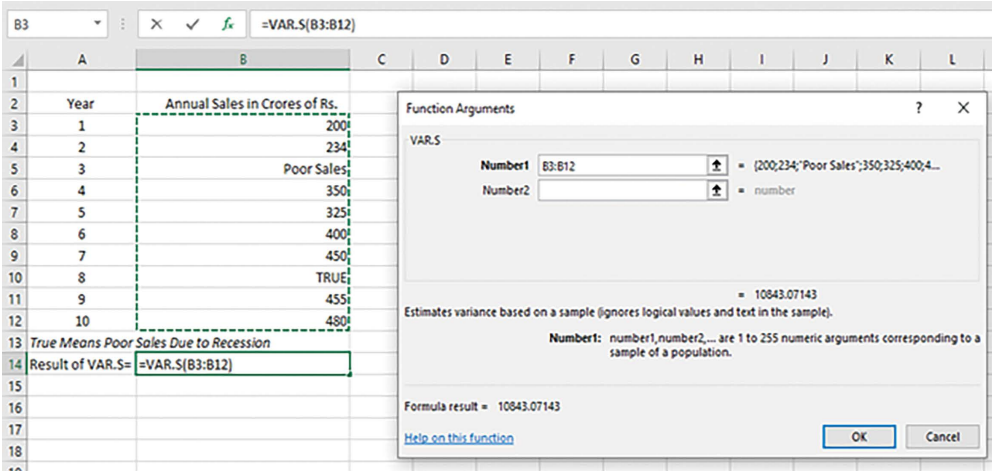 B3 =VAR.S(B3:B12)
A B C D E F G H I J K L
1
2 Year Annual Sales in Crores of Rs.
3 1 200
4 2 234
5 3 Poor Sales
6 4 350
7 5 325
8 6 400
9 7 450
10 8 TRUE
11 9 455
12 10 480
13 True Means Poor Sales Due to Recession
14 Result of VAR.S= =VAR.S(B3:B12)
15
16
17
18
Function Arguments ? X
VAR.S
Number1 B3:B12 = {200;234;"Poor Sales";350;325;400;4...
Number2 = number
= 10843.07143
Estimates variance based on a sample (ignores logical values and text in the sample).
Number1: number1,number2,... are 1 to 255 numeric arguments corresponding to a
sample of a population.
Formula result = 10843.07143
Help on this function OK Cancel